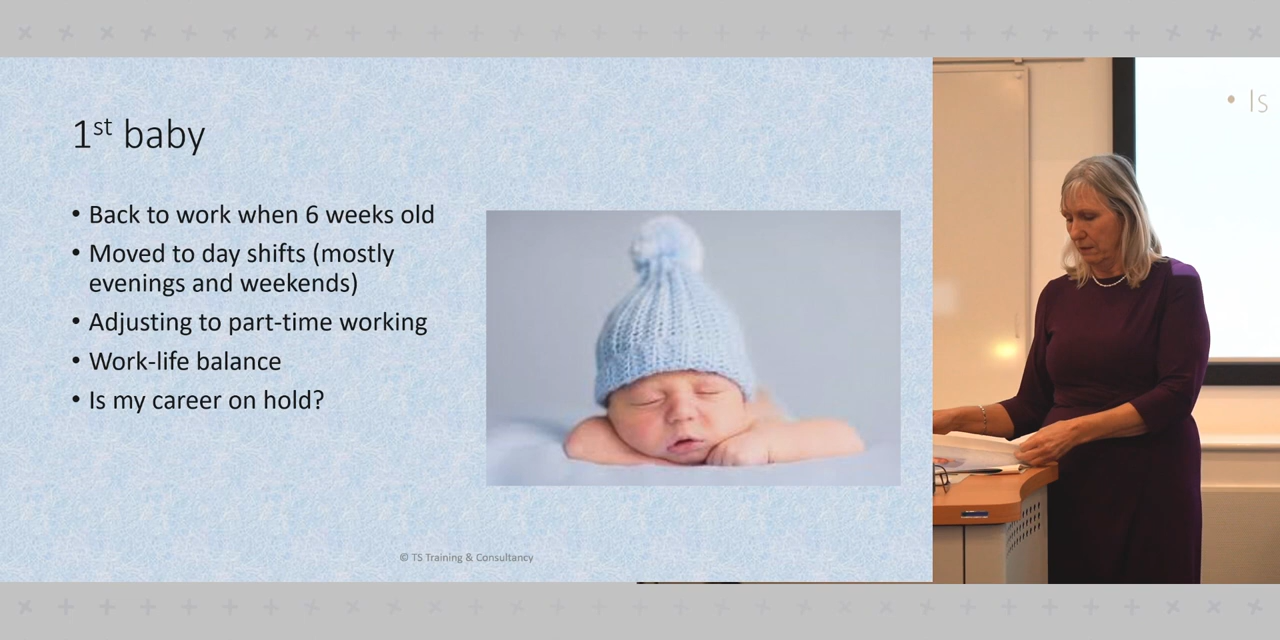 1st baby
• Back to work when 6 weeks old
• Moved to day shifts (mostly
evenings and weekends)
• Adjusting to part-time working
• Work-life balance
• Is my career on hold?
© TS Training & Consultancy
• Is